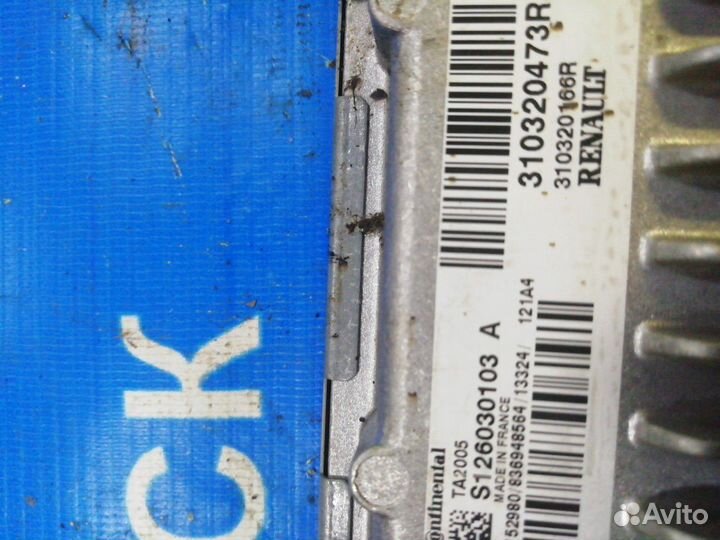 310320473R
310320166R
RENAULT
Continental
TA2005
S126030103 A
MADE IN FRANCE
52980/836948564/13324/ 121A4
CK
Avito